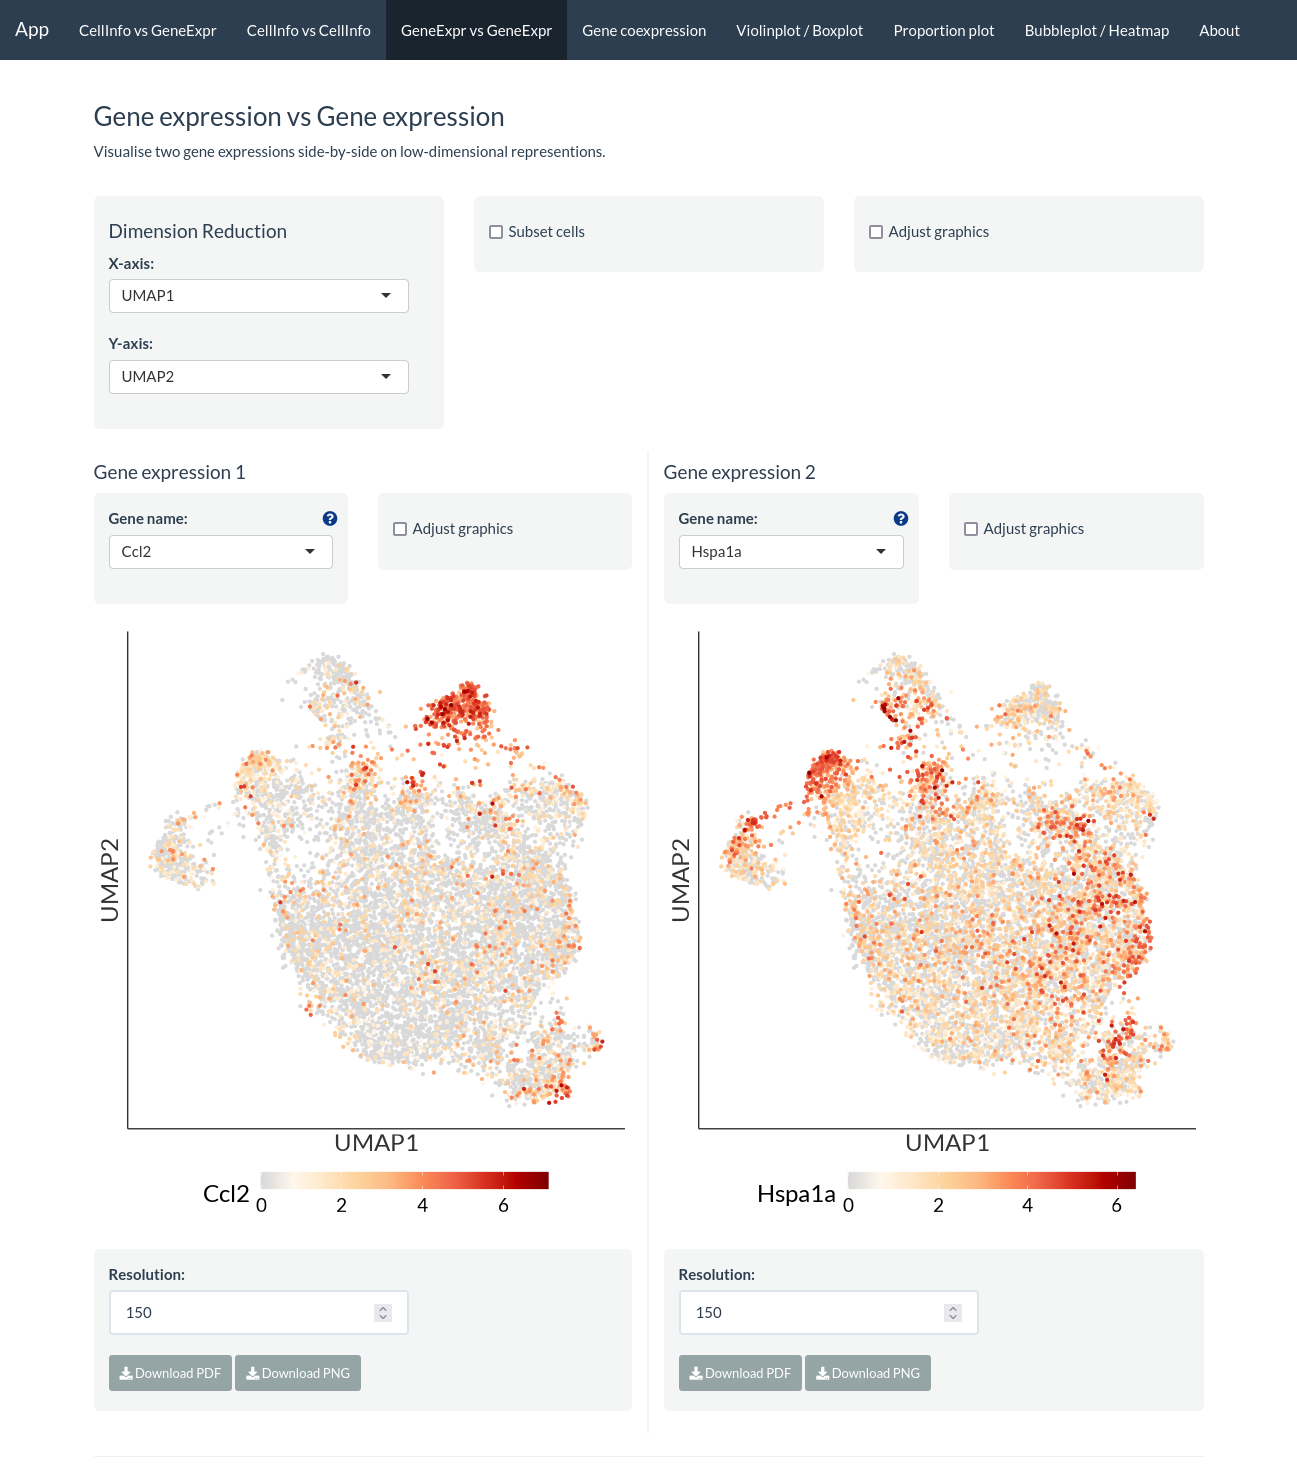 App CellInfo vs GeneExpr CellInfo vs CellInfo GeneExpr vs GeneExpr Gene coexpression Violinplot / Boxplot Proportion plot Bubbleplot / Heatmap About
Gene expression vs Gene expression
Visualise two gene expressions side-by-side on low-dimensional represention​s.
Dimension Reduction
X-axis:
UMAP1
Y-axis:
UMAP2
Subset cells
Adjust graphics
Gene expression 1
Gene name:
Ccl2
Adjust graphics
UMAP2
UMAP1
Ccl2
0 2 4 6
Resolution:
150
Download PDF Download PNG
Gene expression 2
Gene name:
Hspa1a
Adjust graphics
UMAP2
UMAP1
Hspa1a
0 2 4 6
Resolution:
150
Download PDF Download PNG